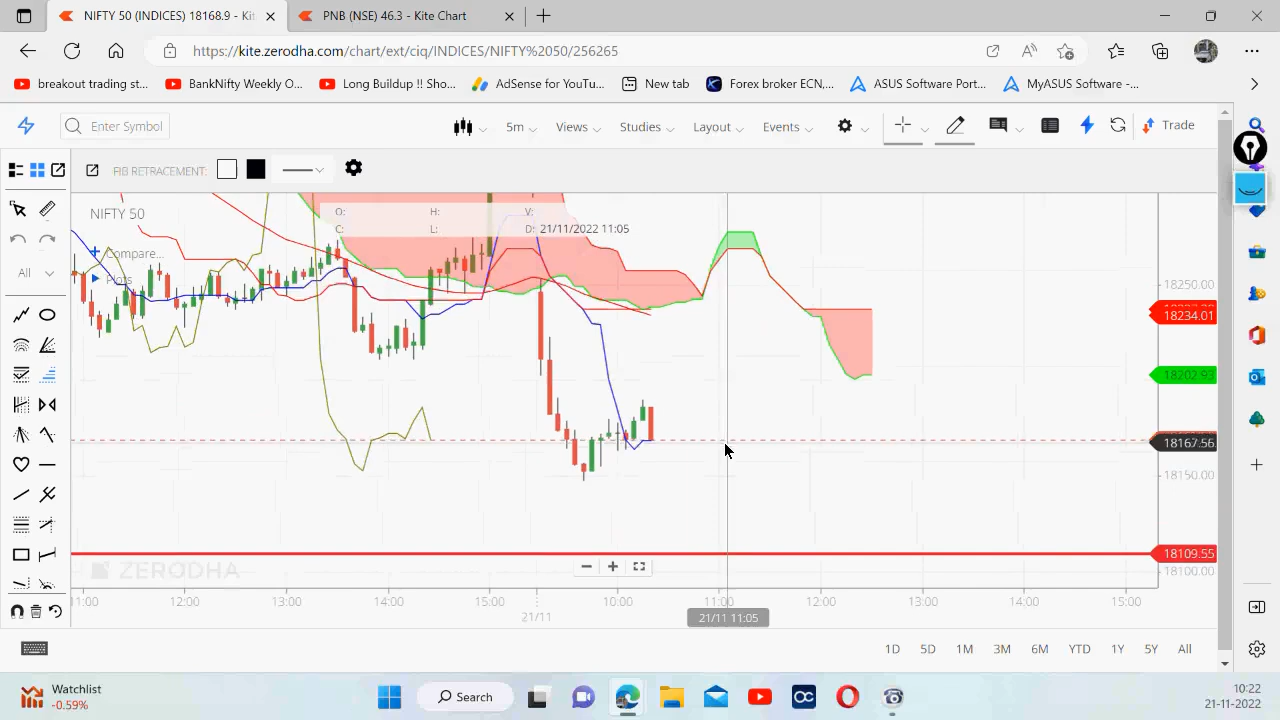 NIFTY 50 (INDICES) 18168.9 - Kit
PNB (NSE) 46.3 - Kite Chart
https://kite.zerodha.com/chart/ext/ciq/INDICES/NIFTY%2050/256265
breakout trading st...
BankNifty Weekly O...
Long Buildup !! Sho...
AdSense for YouTu...
New tab
Forex broker ECN,...
ASUS Software Port...
MyASUS Software -...
Enter Symbol
5m
Views
Studies
Layout
Events
Trade
FIB RETRACEMENT:
NIFTY 50
O:
H:
V:
C:
L:
D: 21/11/2022 11:05
Compare...
All
18250.00
18234.01
18202.93
18167.56
18150.00
18109.55
18100.00
ZERODHA
11:00
12:00
13:00
14:00
15:00
10:00
11:00
12:00
13:00
14:00
15:00
21/11
21/11 11:05
1D
5D
1M
3M
6M
YTD
1Y
5Y
All
Watchlist
-0.59%
Search
10:22
21-11-2022